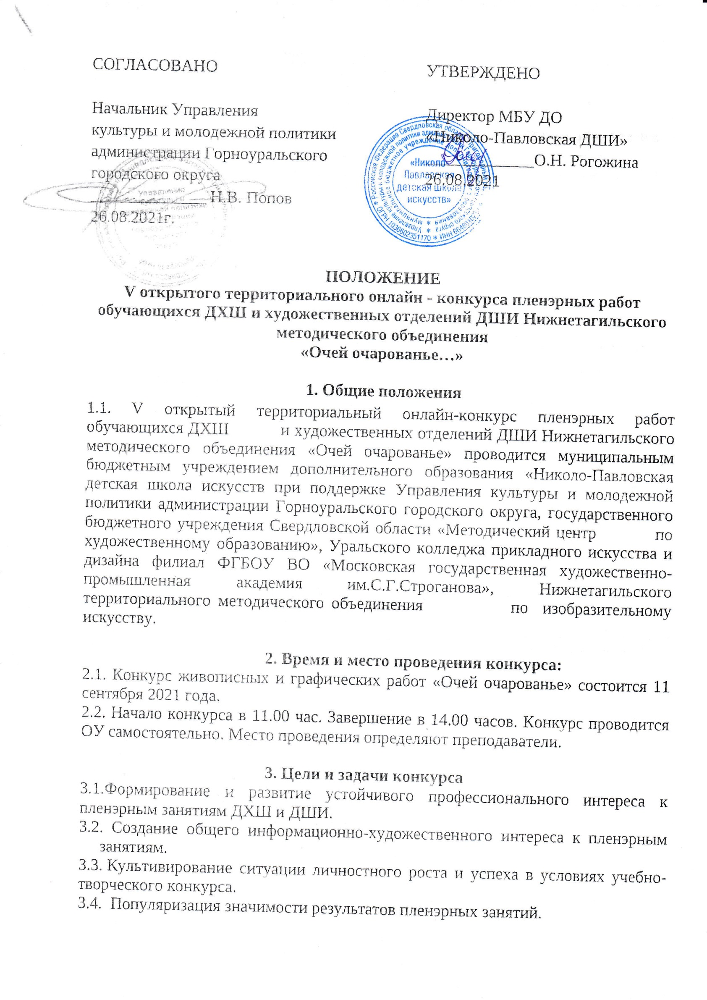 СОГЛАСОВАНО
Начальник Управления
культуры и молодежной политики
администрации Горноуральского
городского округа
Н.В. Попов
26.08.2021г.
УТВЕРЖДЕНО
Директор МБУ ДО
«Николо-Павловская ДШИ»
О.Н. Рогожина
26.08.2021
«Николо-
Павловская
детская школа
искусств»
ПОЛОЖЕНИЕ
V открытого территориального онлайн - конкурса пленэрных работ
обучающихся ДХШ и художественных отделений ДШИ Нижнетагильского
методического объединения
«Очей очарованье…»
1. Общие положения
1.1. V открытый территориальный онлайн-конкурс пленэрных работ
обучающихся ДХШ и художественных отделений ДШИ Нижнетагильского
методического объединения «Очей очарованье» проводится муниципальным
бюджетным учреждением дополнительного образования «Николо-Павловская
детская школа искусств при поддержке Управления культуры и молодежной
политики администрации Горноуральского городского округа, государственного
бюджетного учреждения Свердловской области «Методический центр по
художественному образованию», Уральского колледжа прикладного искусства и
дизайна филиал ФГБОУ ВО «Московская государственная художественно-
промышленная академия им.С.Г.Строганова», Нижнетагильского
территориального методического объединения по изобразительному
искусству.
2. Время и место проведения конкурса:
2.1. Конкурс живописных и графических работ «Очей очарованье» состоится 11
сентября 2021 года.
2.2. Начало конкурса в 11.00 час. Завершение в 14.00 часов. Конкурс проводится
ОУ самостоятельно. Место проведения определяют преподаватели.
3. Цели и задачи конкурса
3.1.Формирование и развитие устойчивого профессионального интереса к
пленэрным занятиям ДХШ и ДШИ.
3.2. Создание общего информационно-художественного интереса к пленэрным
занятиям.
3.3. Культивирование ситуации личностного роста и успеха в условиях учебно-
творческого конкурса.
3.4. Популяризация значимости результатов пленэрных занятий.